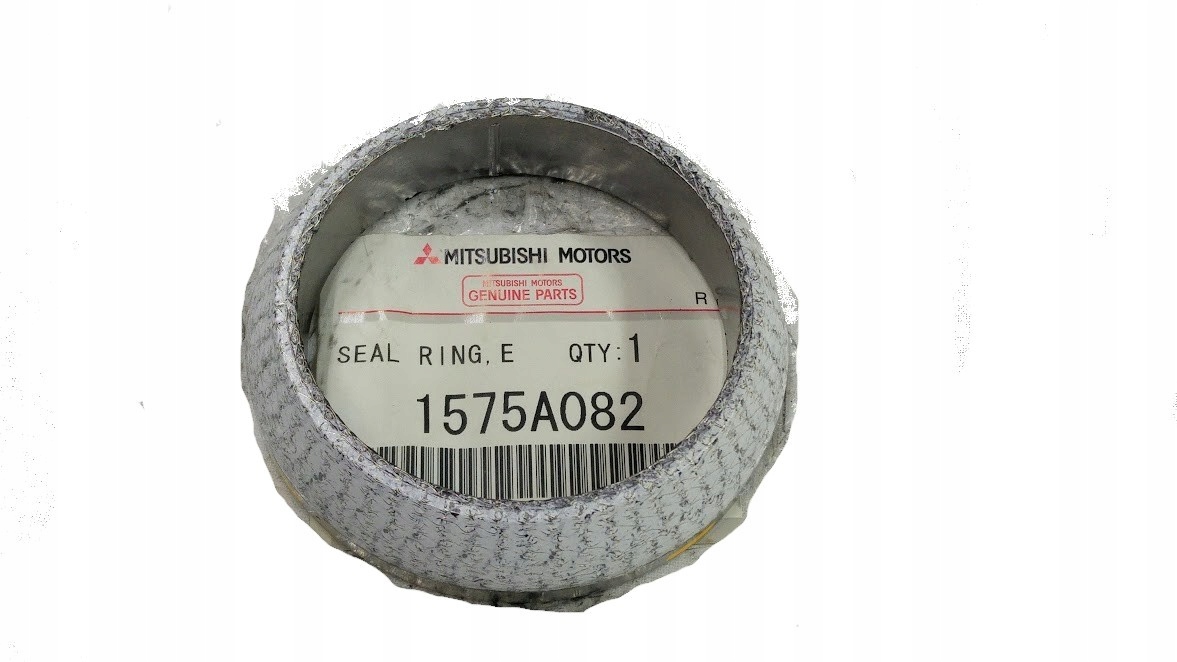 MITSUBISHI MOTORS
MITSUBISHI MOTORS
GENUINE PARTS
R
SEAL RING, E QTY:1
1575A082